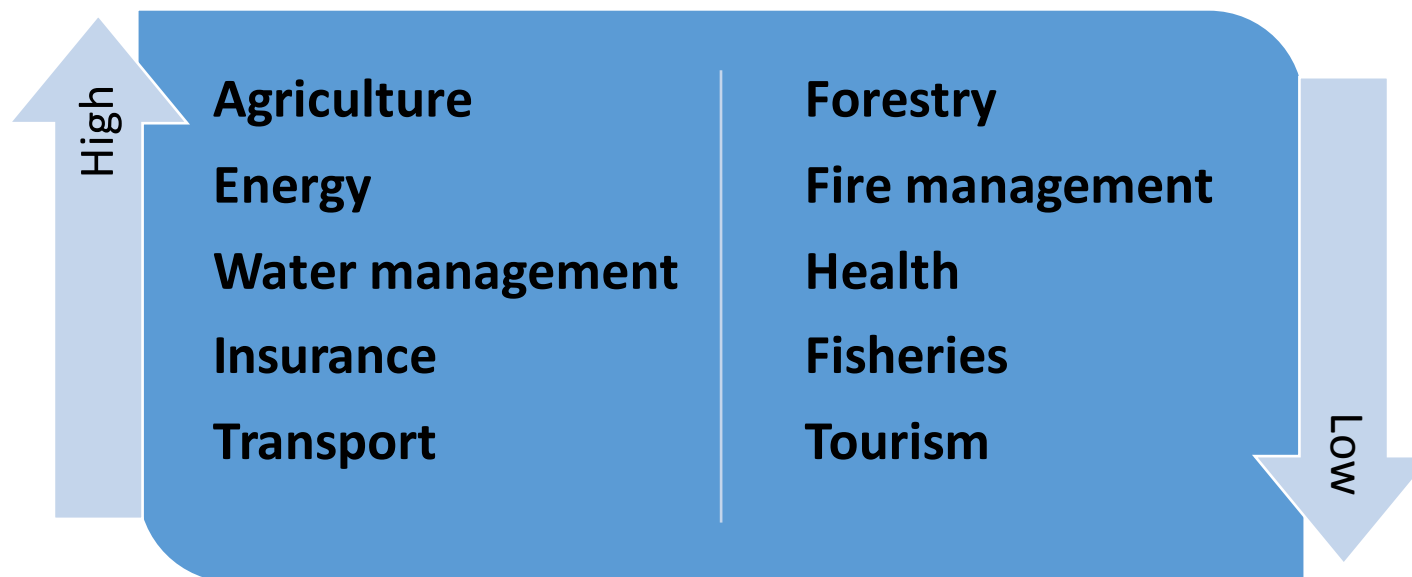 High
Agriculture
Energy
Water management
Insurance
Transport
Forestry
Fire management
Health
Fisheries
Tourism
Low